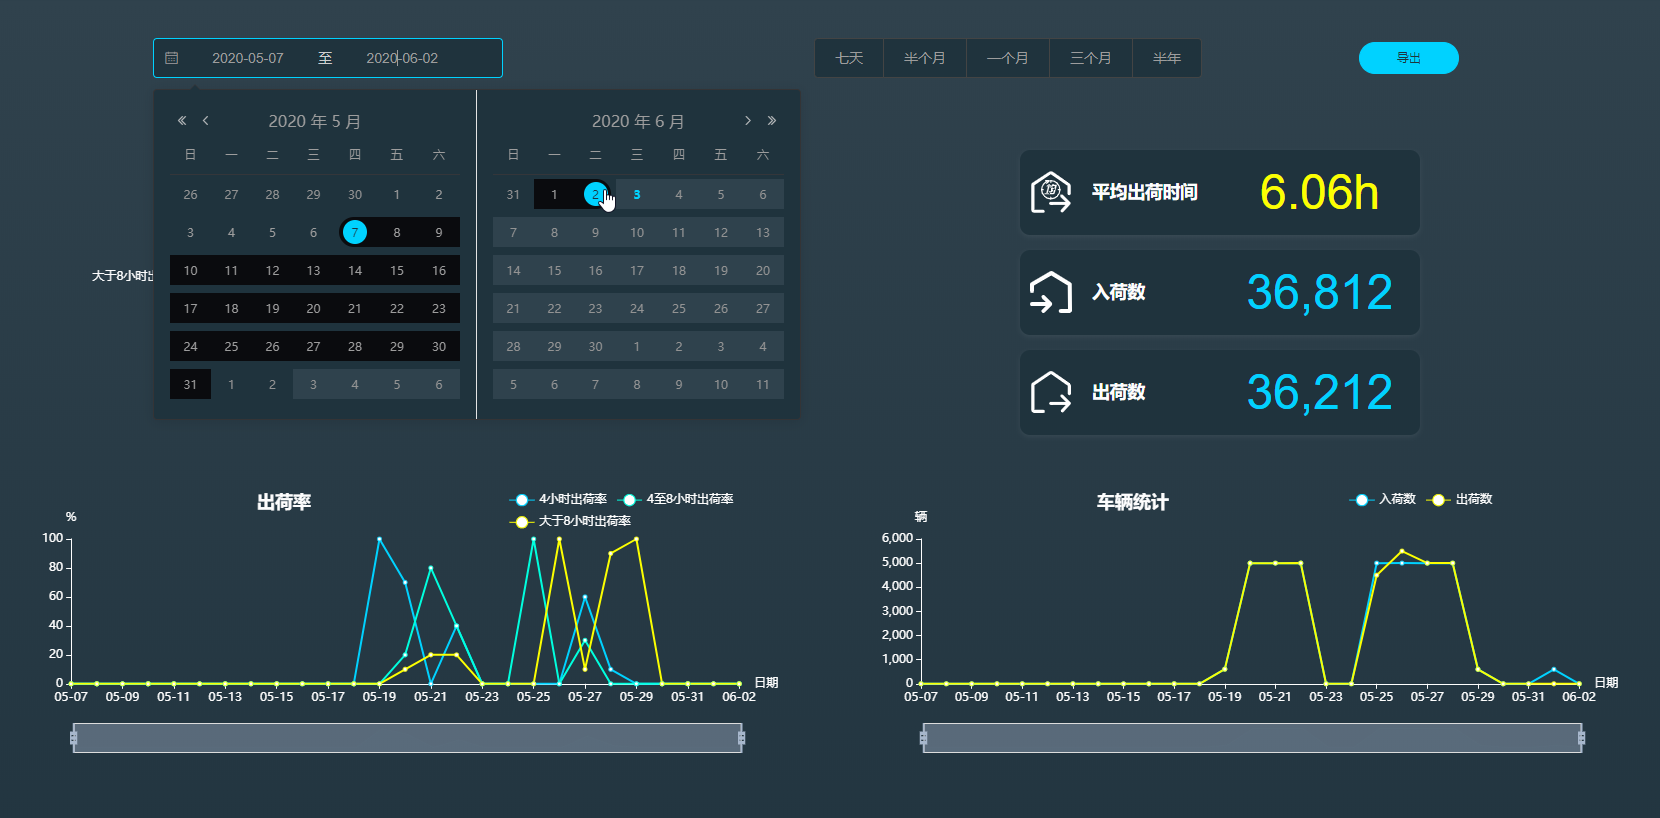 2020-05-07 至 2020-06-02
七天 半个月 一个月 三个月 半年
导出
2020 年 5 月
日 一 二 三 四 五 六
26 27 28 29 30 1 2
3 4 5 6 7 8 9
10 11 12 13 14 15 16
17 18 19 20 21 22 23
24 25 26 27 28 29 30
31 1 2 3 4 5 6
2020 年 6 月
日 一 二 三 四 五 六
31 1 2 3 4 5 6
7 8 9 10 11 12 13
14 15 16 17 18 19 20
21 22 23 24 25 26 27
28 29 30 1 2 3 4
5 6 7 8 9 10 11
大于8小时出
平均出荷时间 6.06h
入荷数 36,812
出荷数 36,212
出荷率
4小时出荷率 4至8小时出荷率
大于8小时出荷率
%
100
80
60
40
20
0
05-07 05-09 05-11 05-13 05-15 05-17 05-19 05-21 05-23 05-25 05-27 05-29 05-31 06-02 日期
车辆统计
入荷数 出荷数
辆
6,000
5,000
4,000
3,000
2,000
1,000
0
05-07 05-09 05-11 05-13 05-15 05-17 05-19 05-21 05-23 05-25 05-27 05-29 05-31 06-02 日期